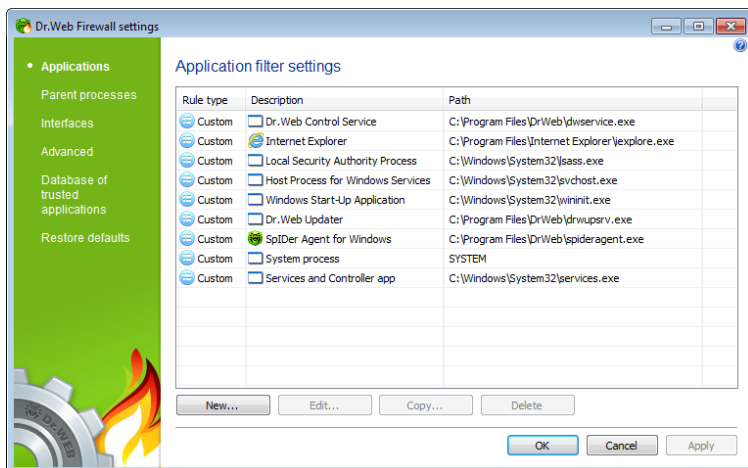 Dr.Web Firewall settings
Applications
Parent processes
Interfaces
Advanced
Database of
trusted
applications
Restore defaults
Application filter settings
Rule type Description Path
Custom Dr.Web Control Service C:\Program Files\DrWeb\dwservice.exe
Custom Internet Explorer C:\Program Files\Internet Explorer\iexplore.exe
Custom Local Security Authority Process C:\Windows\System32\lsass.exe
Custom Host Process for Windows Services C:\Windows\System32\svchost.exe
Custom Windows Start-Up Application C:\Windows\System32\wininit.exe
Custom Dr.Web Updater C:\Program Files\DrWeb\drwupsrv.exe
Custom SpIDer Agent for Windows C:\Program Files\DrWeb\spideragent.exe
Custom System process SYSTEM
Custom Services and Controller app C:\Windows\System32\services.exe
New... Edit... Copy... Delete
OK Cancel Apply
Dr.WEB